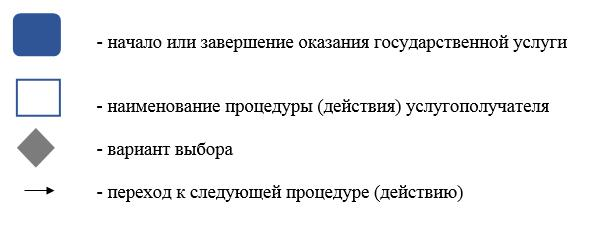 - начало или завершение оказания государственной услуги
- наименование процедуры (действия) услугополучателя
- вариант выбора
- переход к следующей процедуре (действию)